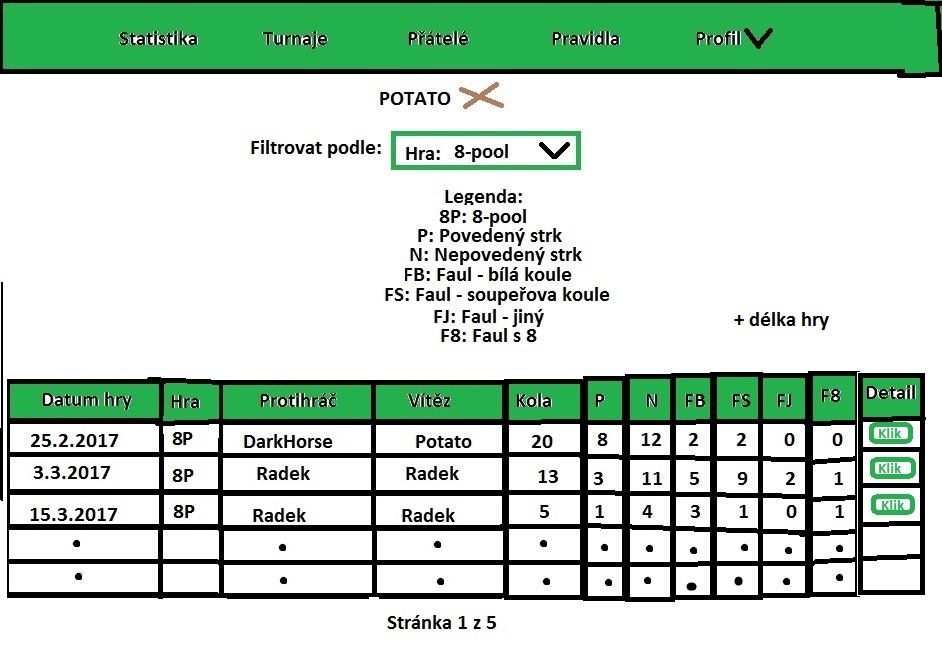 Statistika Turnaje Přátelé Pravidla Profil
POTATO
Filtrovat podle: Hra: 8-pool
Legenda:
8P: 8-pool
P: Povedený strk
N: Nepovedený strk
FB: Faul - bílá koule
FS: Faul - soupeřova koule
FJ: Faul - jiný
F8: Faul s 8
+ délka hry
Datum hry Hra Protihráč Vítěz Kola P N FB FS FJ F8 Detail
25.2.2017 8P DarkHorse Potato 20 8 12 2 2 0 0 Klik
3.3.2017 8P Radek Radek 13 3 11 5 9 2 1 Klik
15.3.2017 8P Radek Radek 5 1 4 3 1 0 1 Klik
Stránka 1 z 5